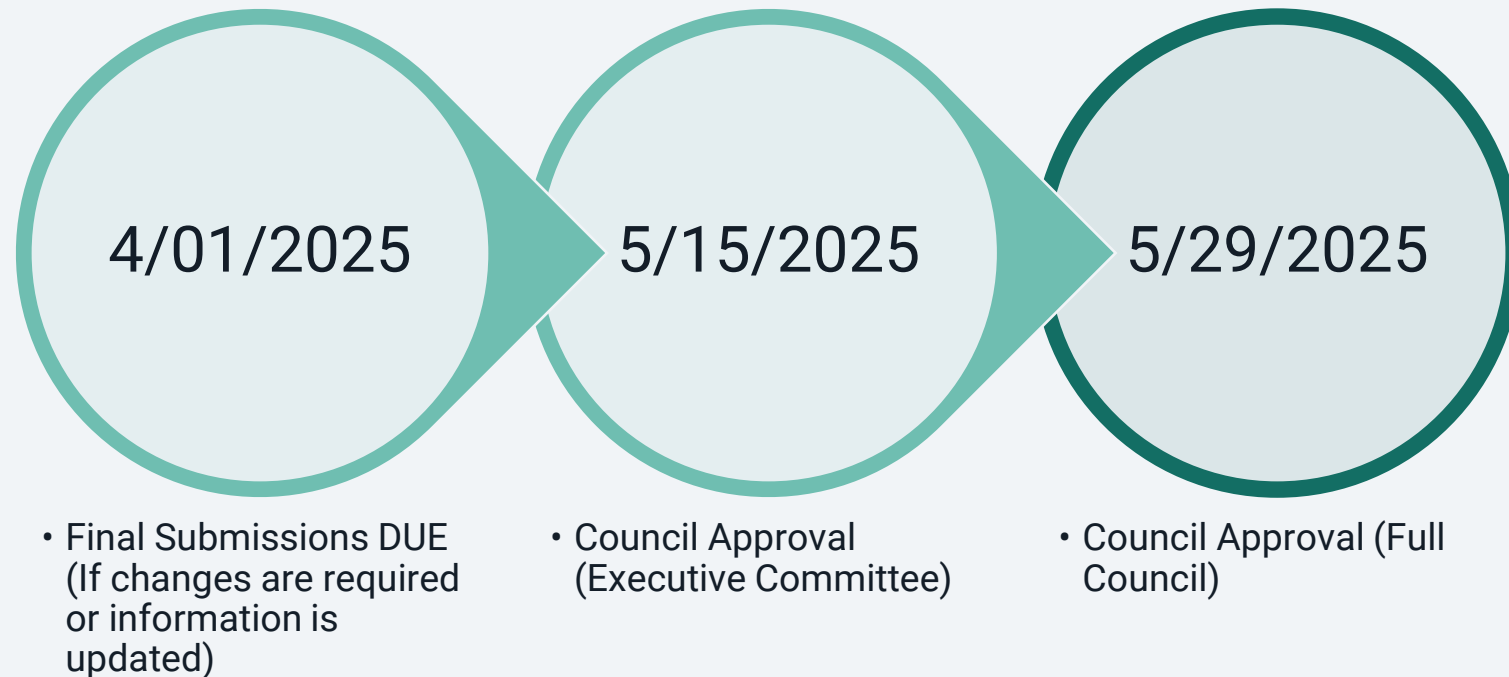 4/01/2025
5/15/2025
5/29/2025
• Final Submissions DUE
(If changes are required
or information is
updated)
• Council Approval
(Executive Committee)
• Council Approval (Full
Council)